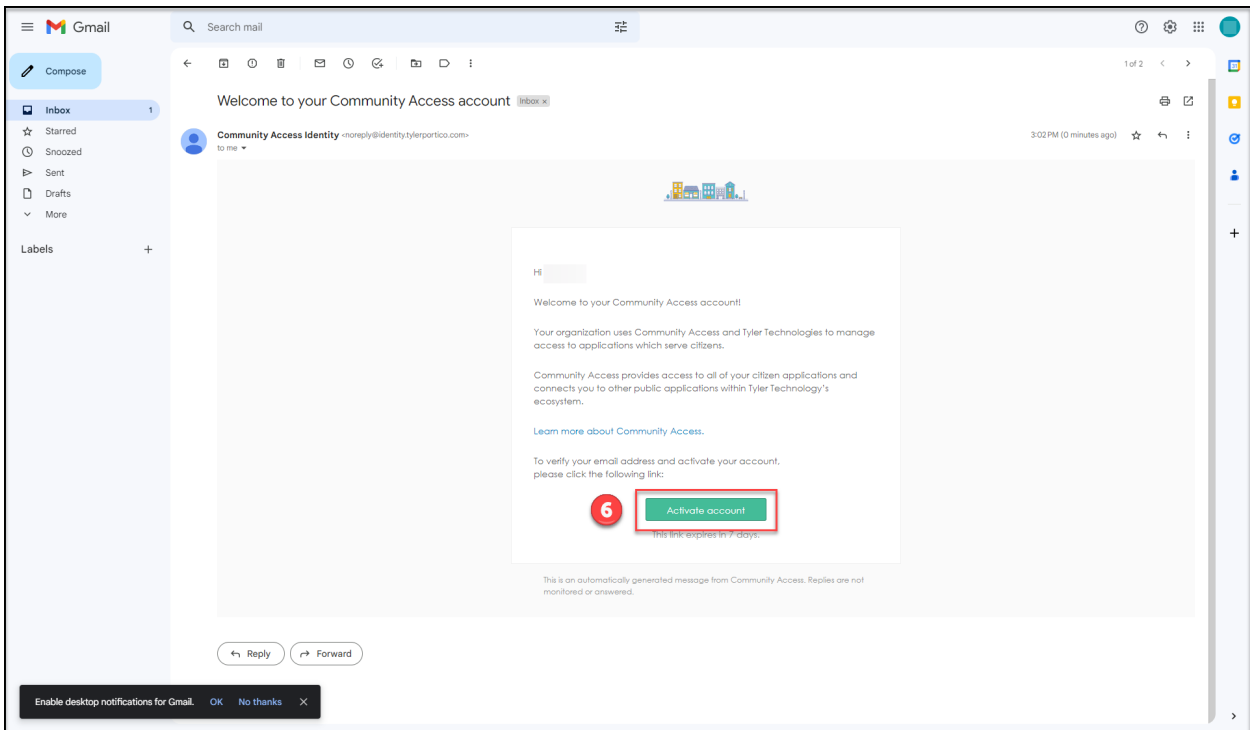 Gmail
Search mail
Compose
1 of 2
31
Inbox 1
Starred
Snoozed
Sent
Drafts
More
Labels
Welcome to your Community Access account Inbox x
Community Access Identity <noreply@identity.tylerportico.com>
3:02 PM (0 minutes ago)
to me
Hi
Welcome to your Community Access account!
Your organization uses Community Access and Tyler Technologies to manage
access to applications which serve citizens.
Community Access provides access to all of your citizen applications and
connects you to other public applications within Tyler Technology's
ecosystem.
Learn more about Community Access.
To verify your email address and activate your account,
please click the following link:
6 Activate account
This link expires in 7 days.
This is an automatically generated message from Community Access. Replies are not
monitored or answered.
Reply Forward
Enable desktop notifications for Gmail. OK No thanks